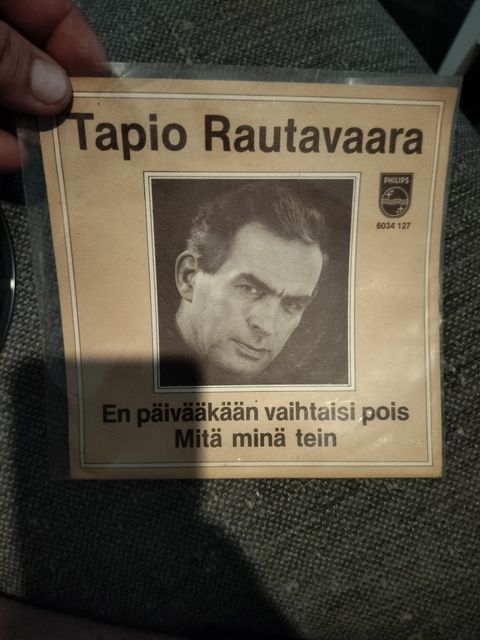 Tapio Rautavaara
PHILIPS
6034 127
En päivääkään vaihtaisi pois
Mitä minä tein